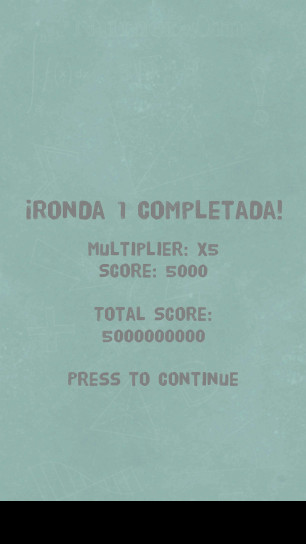 ¡RONDA 1 COMPLETADA!
MULTIPLIER: X5
SCORE: 5000
TOTAL SCORE:
5000000000
PRESS TO CONTINUE